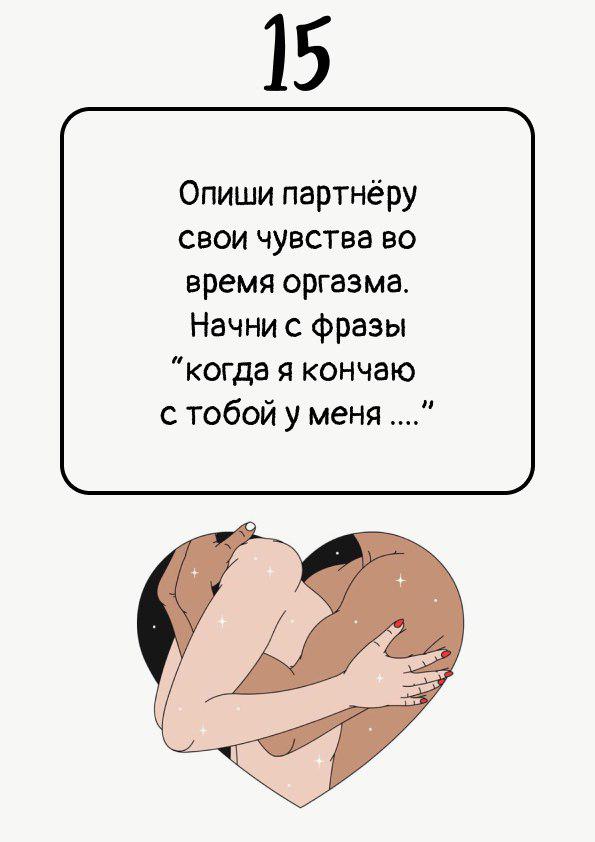 15
Опиши партнёру
свои чувства во
время оргазма.
Начни с фразы
“когда я кончаю
с тобой у меня ....”